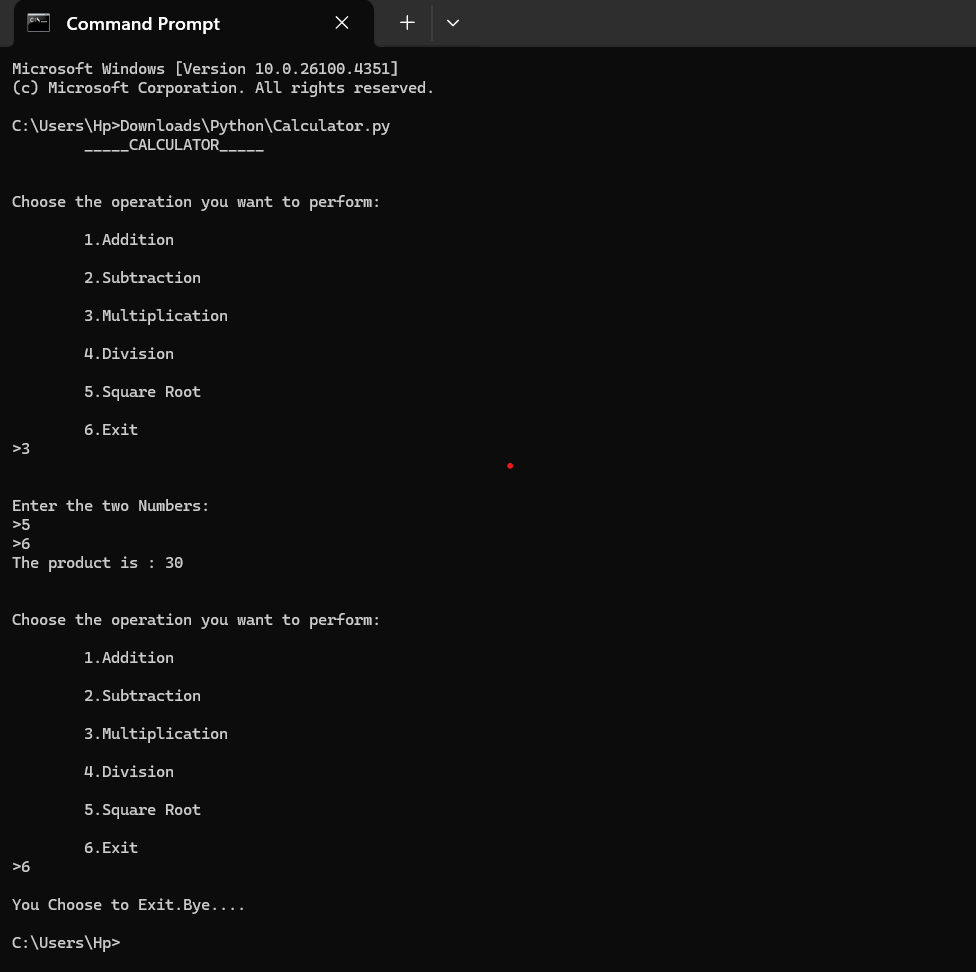 Command Prompt
Microsoft Windows [Version 10.0.26100.4351]
(c) Microsoft Corporation. All rights reserved.
C:\Users\Hp>Downloads\Python\Calculator.py
_____CALCULATOR_____
Choose the operation you want to perform:
1.Addition
2.Subtraction
3.Multiplication
4.Division
5.Square Root
6.Exit
>3
Enter the two Numbers:
>5
>6
The product is : 30
Choose the operation you want to perform:
1.Addition
2.Subtraction
3.Multiplication
4.Division
5.Square Root
6.Exit
>6
You Choose to Exit.Bye....
C:\Users\Hp>